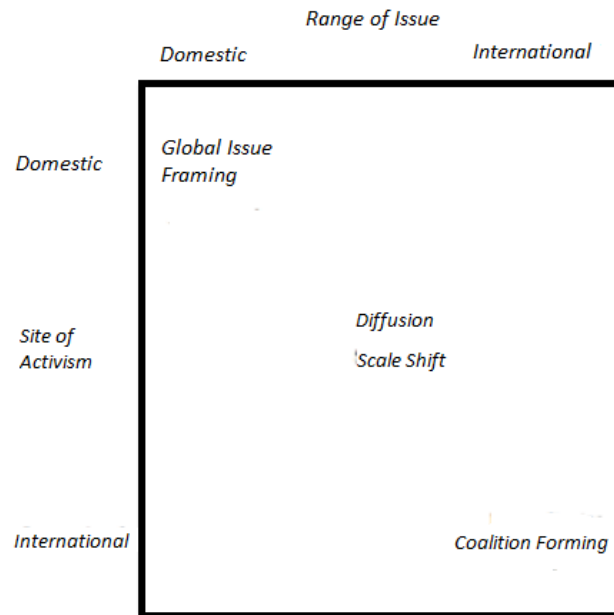 Range of Issue
Domestic
International
Domestic
Global Issue
Framing
Site of
Activism
Diffusion
Scale Shift
International
Coalition Forming